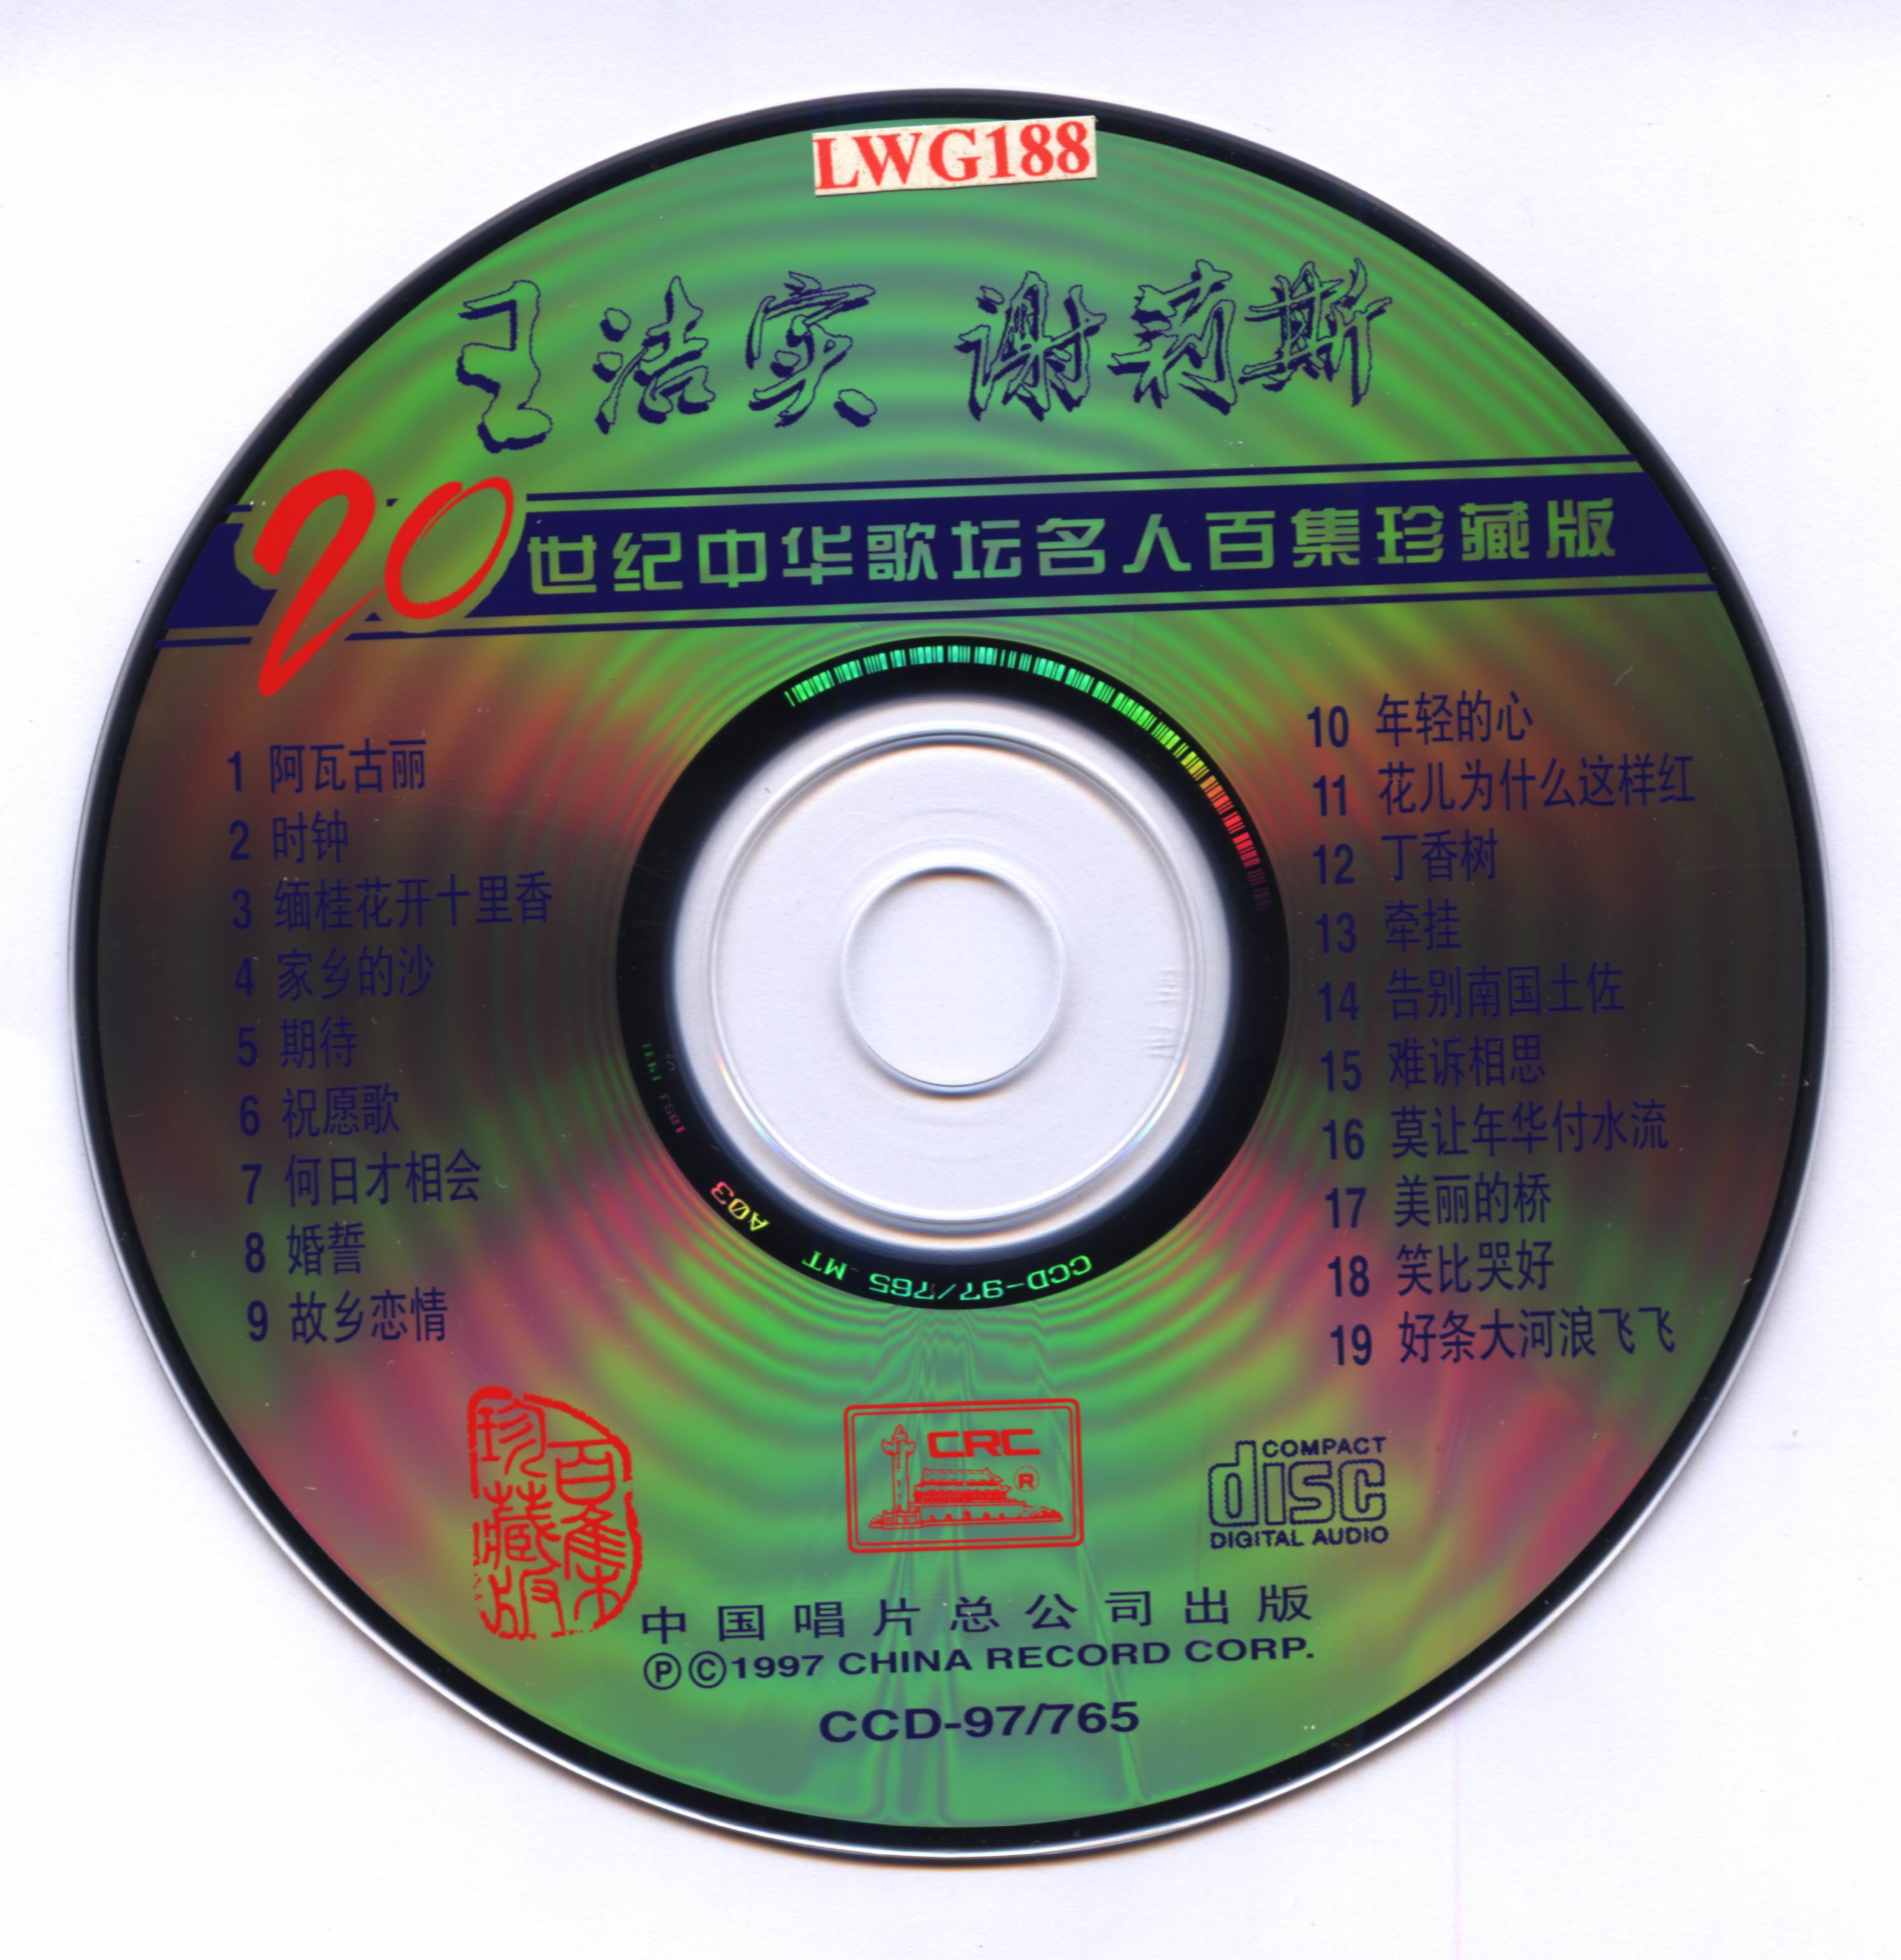 LWG188
王洁实 谢莉斯
20世纪中华歌坛名人百集珍藏版
1 阿瓦古丽
2 时钟
3 缅桂花开十里香
4 家乡的沙
5 期待
6 祝愿歌
7 何日才相会
8 婚誓
9 故乡恋情
10 年轻的心
11 花儿为什么这样红
12 丁香树
13 牵挂
14 告别南国土佐
15 难诉相思
16 莫让年华付水流
17 美丽的桥
18 笑比哭好
19 好条大河浪飞飞
CCD-97/765 MT A03
百集
珍藏版
CRC
®
COMPACT
disc
DIGITAL AUDIO
中国唱片总公司出版
ⓅⒸ1997 CHINA RECORD CORP.
CCD-97/765